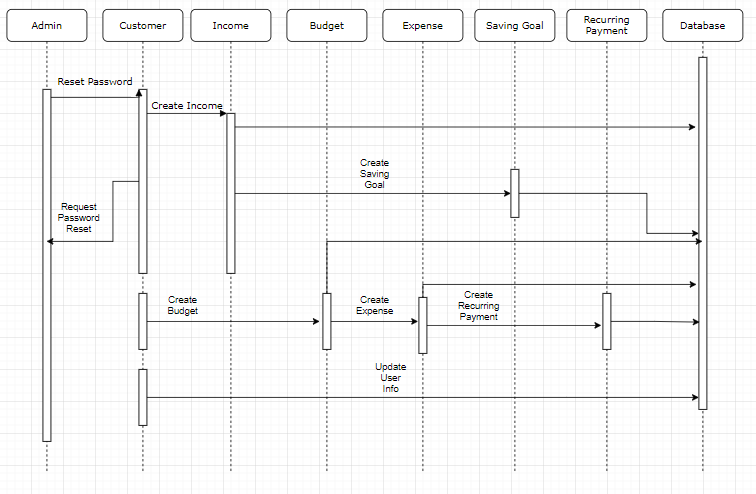 Admin
Customer
Income
Budget
Expense
Saving Goal
Recurring
Payment
Database
Reset Password
Create Income
Create
Saving
Goal
Request
Password
Reset
Create
Budget
Create
Expense
Create
Recurring
Payment
Update
User
Info